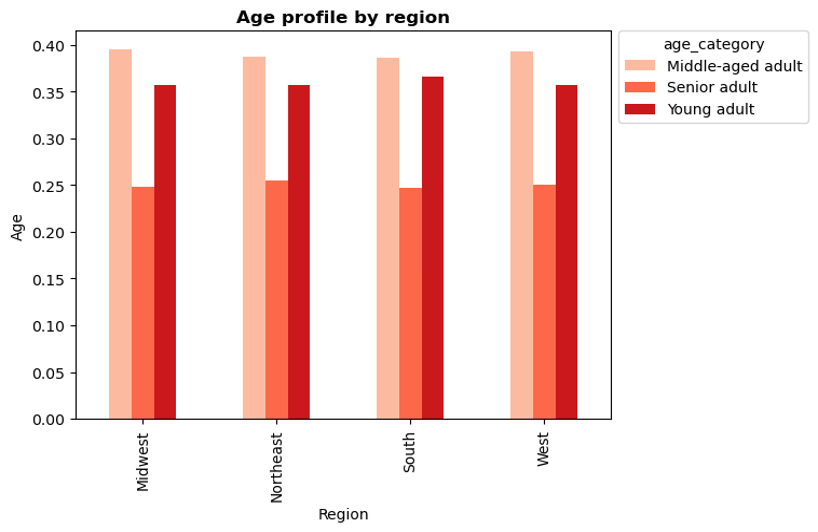 Age profile by region
age_category
Middle-aged adult
Senior adult
Young adult
Age
0.40
0.35
0.30
0.25
0.20
0.15
0.10
0.05
0.00
Midwest
Northeast
South
West
Region